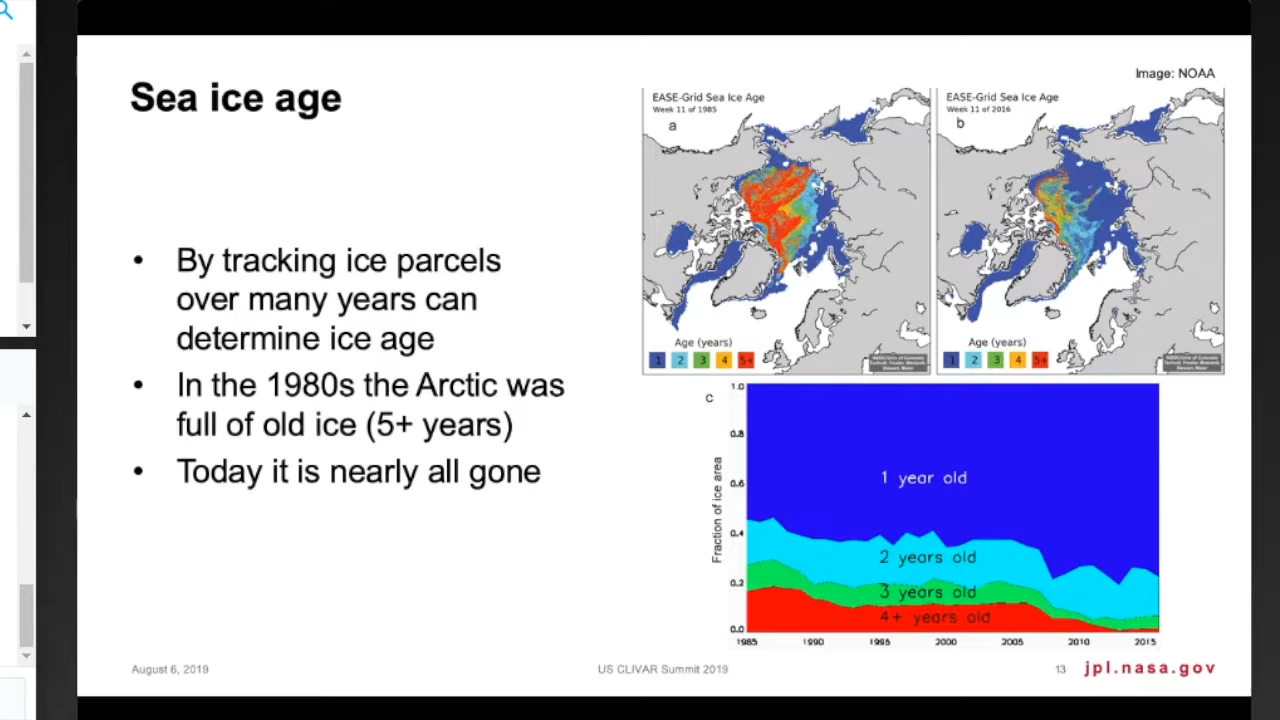 Image: NOAA
Sea ice age
EASE-Grid Sea Ice Age
Week 11 of 1985
a
EASE-Grid Sea Ice Age
Week 11 of 2016
b
• By tracking ice parcels
over many years can
determine ice age
• In the 1980s the Arctic was
full of old ice (5+ years)
• Today it is nearly all gone
Age (years)
1 2 3 4 5+
Age (years)
1 2 3 4 5+
c
Fraction of ice area
1.0
0.8
0.6
0.4
0.2
0.0
1 year old
2 years old
3 years old
4+ years old
1985 1990 1995 2000 2005 2010 2015
August 6, 2019
US CLIVAR Summit 2019
13
jpl.nasa.gov